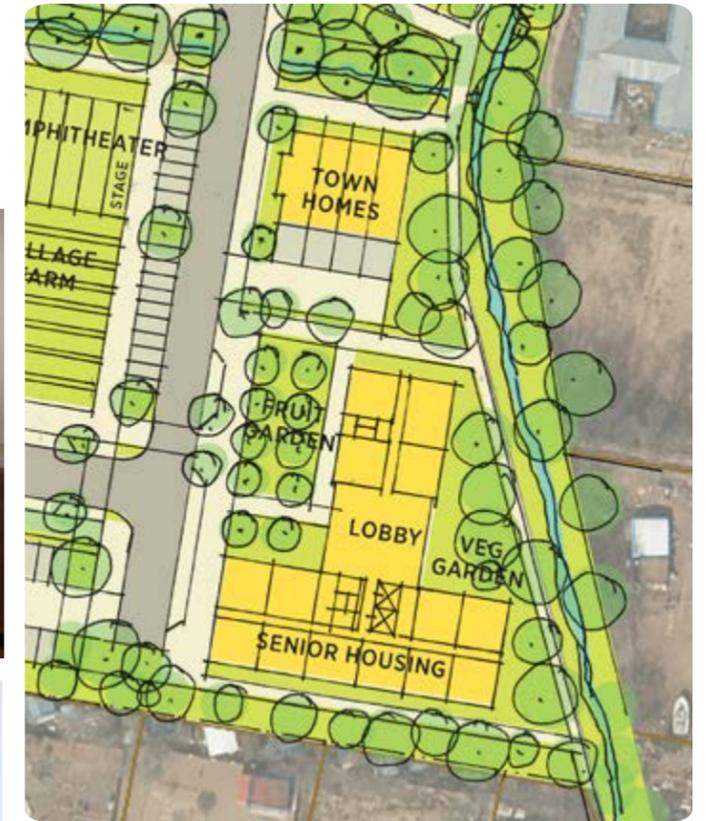 MPHITHEATER
STAGE
LLAGE
FARM
TOWN
HOMES
FRUIT
GARDEN
LOBBY
VEG
GARDEN
SENIOR HOUSING